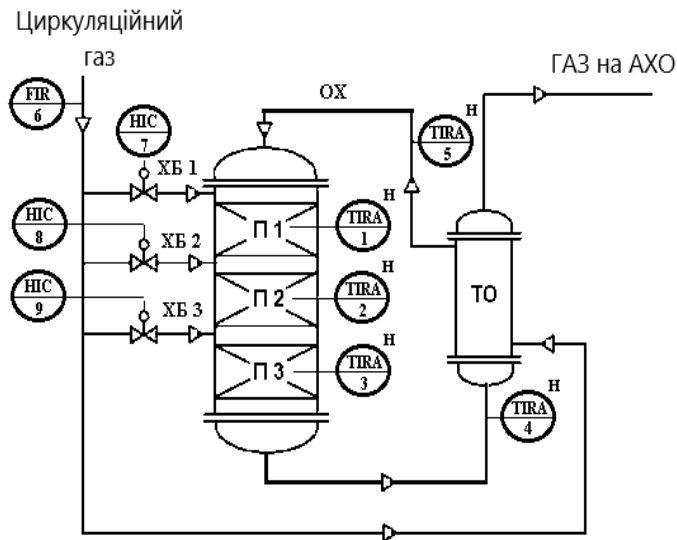 Циркуляційний
газ
ГАЗ на АХО
FIR
6
ОХ
H
HIC
7
TIRA
5
ХБ 1
H
HIC
8
П 1
TIRA
1
ХБ 2
H
HIC
9
П 2
TIRA
2
ТО
ХБ 3
H
П 3
TIRA
3
H
TIRA
4